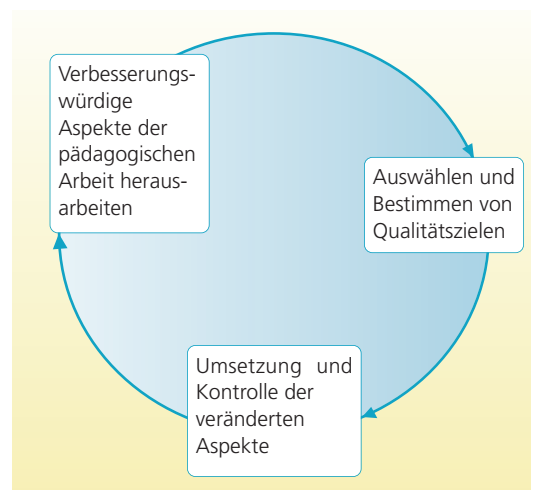 Verbesserungs-
würdige
Aspekte der
pädagogischen
Arbeit heraus-
arbeiten
Auswählen und
Bestimmen von
Qualitätszielen
Umsetzung und
Kontrolle der
veränderten
Aspekte